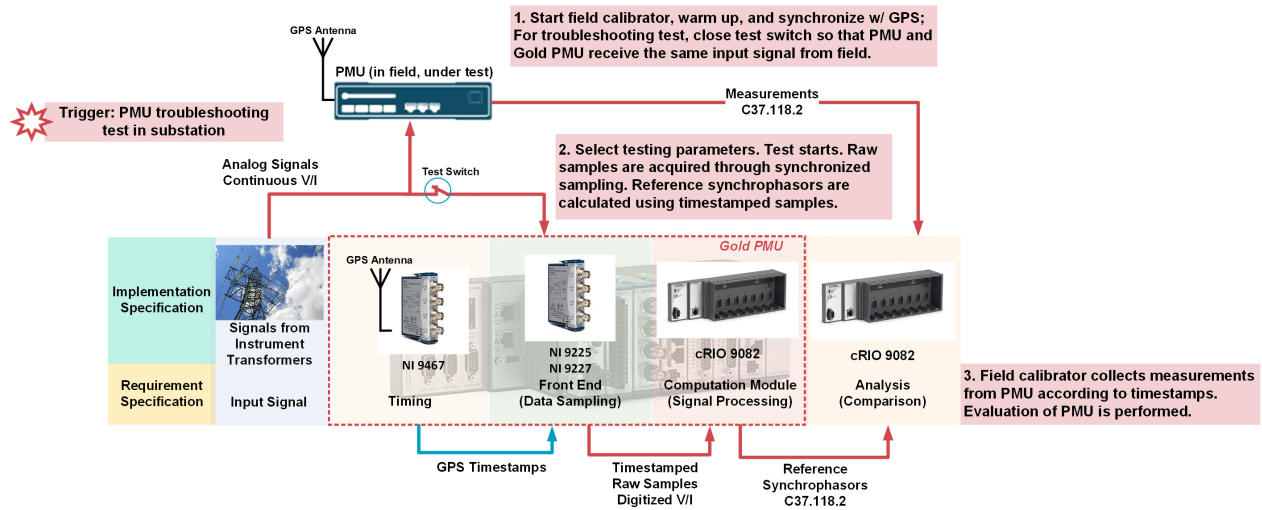 1. Start field calibrator, warm up, and synchronize w/ GPS;
For troubleshooting test, close test switch so that PMU and
Gold PMU receive the same input signal from field.
GPS Antenna
PMU (in field, under test)
Measurements
C37.118.2
Trigger: PMU troubleshooting
test in substation
Analog Signals
Continuous V/I
Test Switch
2. Select testing parameters. Test starts. Raw
samples are acquired through synchronized
sampling. Reference synchrophasors are
calculated using timestamped samples.
Gold PMU
GPS Antenna
Implementation
Specification
Signals from
Instrument
Transformers
NI 9467
NI 9225
NI 9227
cRIO 9082
cRIO 9082
Requirement
Specification
Input Signal
Timing
Front End
(Data Sampling)
Computation Module
(Signal Processing)
Analysis
(Comparison)
3. Field calibrator collects measurements
from PMU according to timestamps.
Evaluation of PMU is performed.
GPS Timestamps
Timestamped
Raw Samples
Digitized V/I
Reference
Synchrophasors
C37.118.2